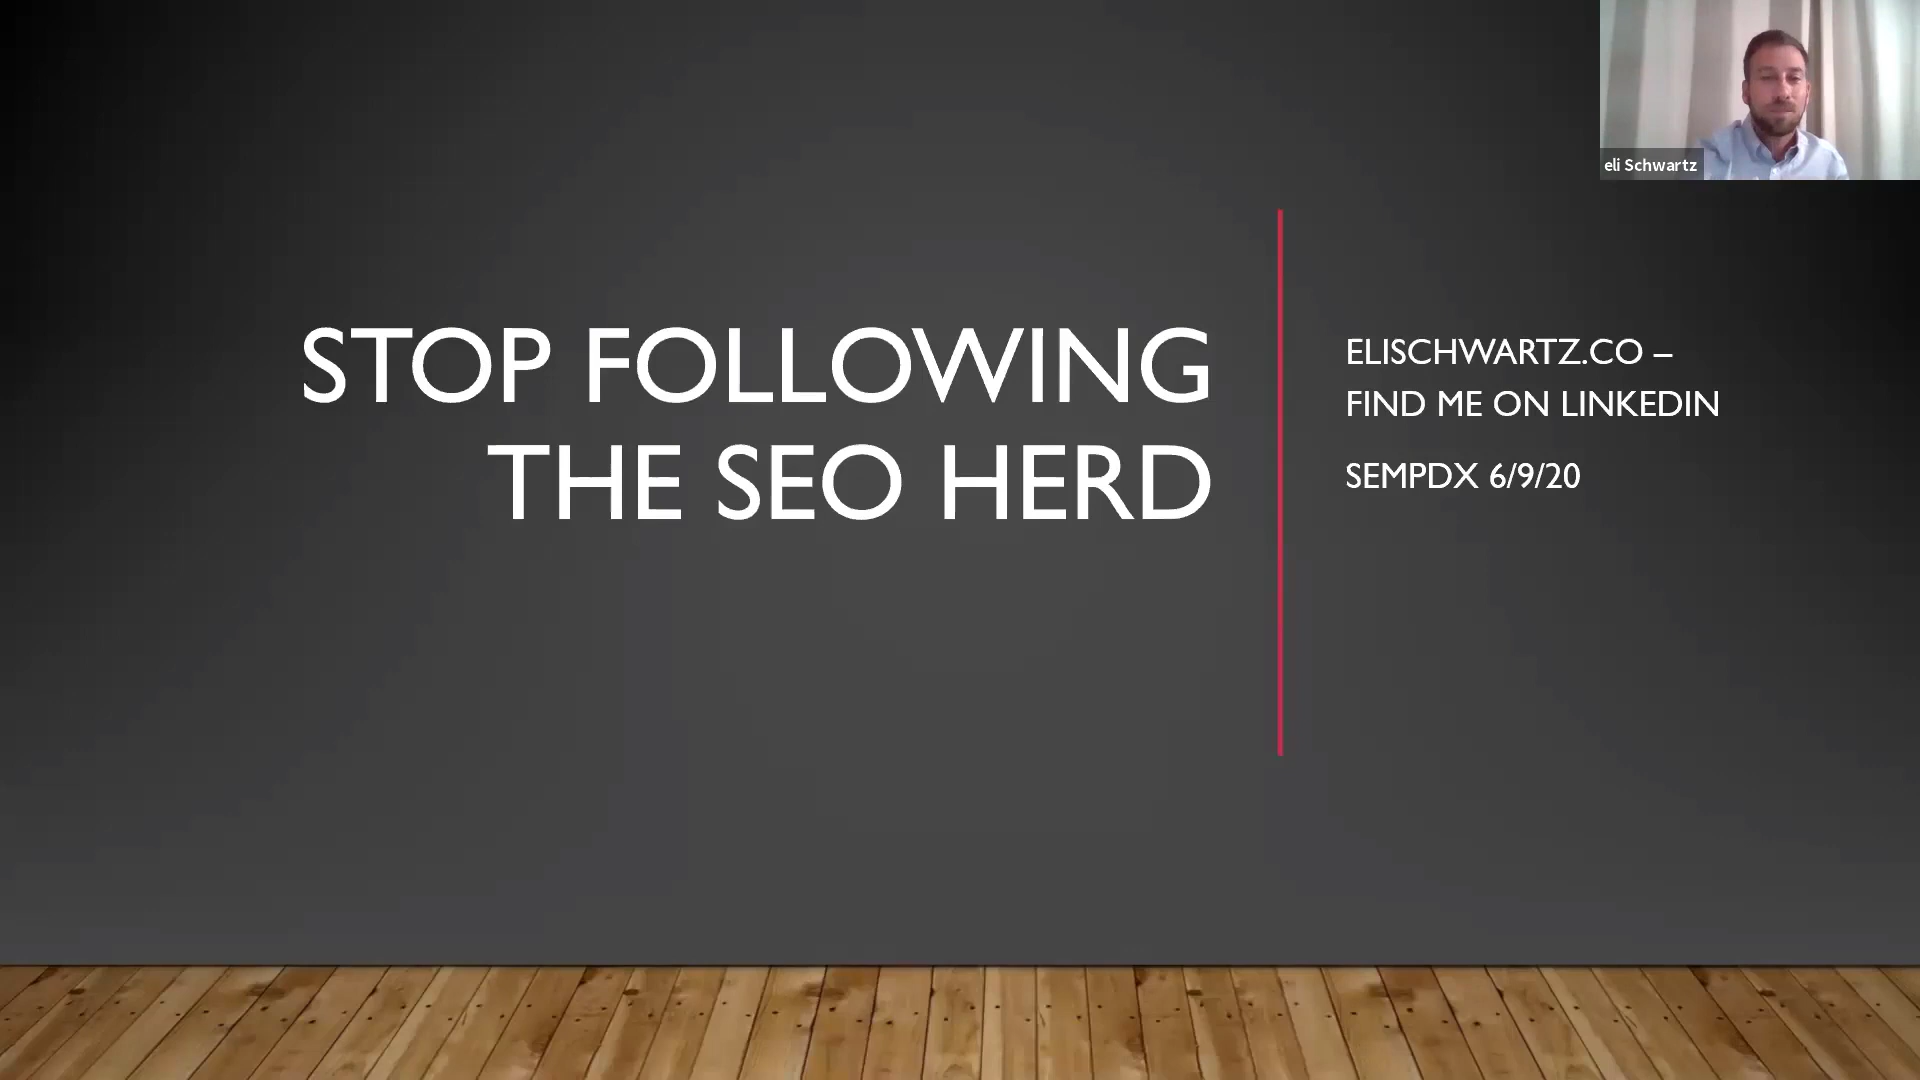 STOP FOLLOWING
THE SEO HERD
ELISCHWARTZ.CO –
FIND ME ON LINKEDIN
SEMPDX 6/9/20
eli Schwartz